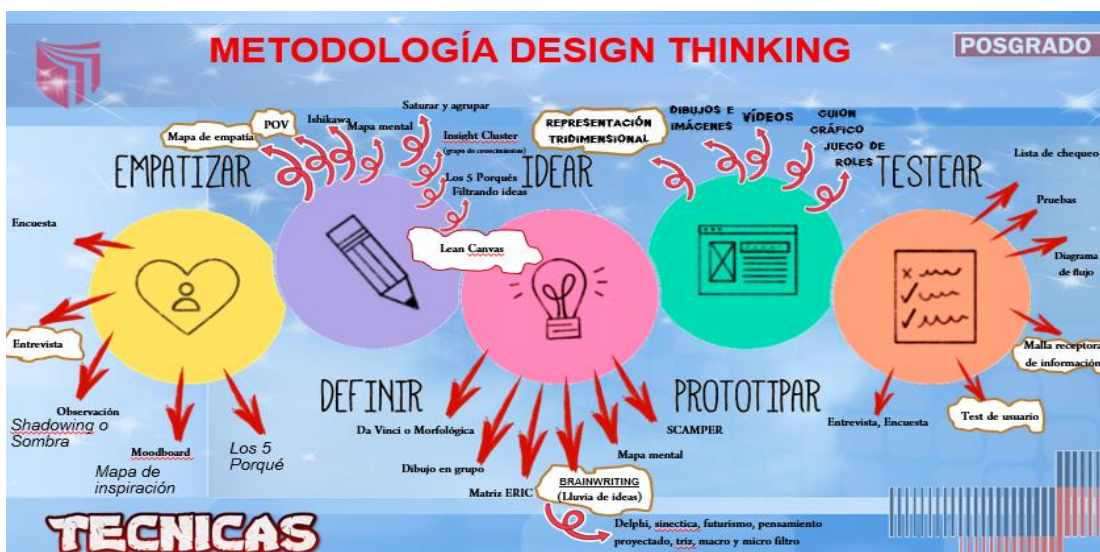 METODOLOGÍA DESIGN THINKING
POSGRADO
Saturar y agrupar
Ishikawa
POV
Mapa de empatía
Mapa mental
Insight Cluster
(grupo de conocimientos)
Los 5 Porqués
Filtrando ideas
REPRESENTACIÓN
TRIDIMENSIONAL
DIBUJOS E
IMÁGENES
VÍDEOS
GUION
GRÁFICO
JUEGO DE
ROLES
EMPATIZAR
IDEAR
TESTEAR
Lista de chequeo
Pruebas
Diagrama
de flujo
Malla receptora
de información
Test de usuario
Entrevista, Encuesta
Encuesta
Entrevista
Observación
Shadowing o
Sombra
Moodboard
Mapa de
inspiración
Los 5
Porqué
Lean Canvas
DEFINIR
PROTOTIPAR
Da Vinci o Morfológica
Dibujo en grupo
Matriz ERIC
BRAINWRITING
(Lluvia de ideas)
Mapa mental
SCAMPER
Delphi, sinectica, futurismo, pensamiento
proyectado, triz, macro y micro filtro
TECNICAS